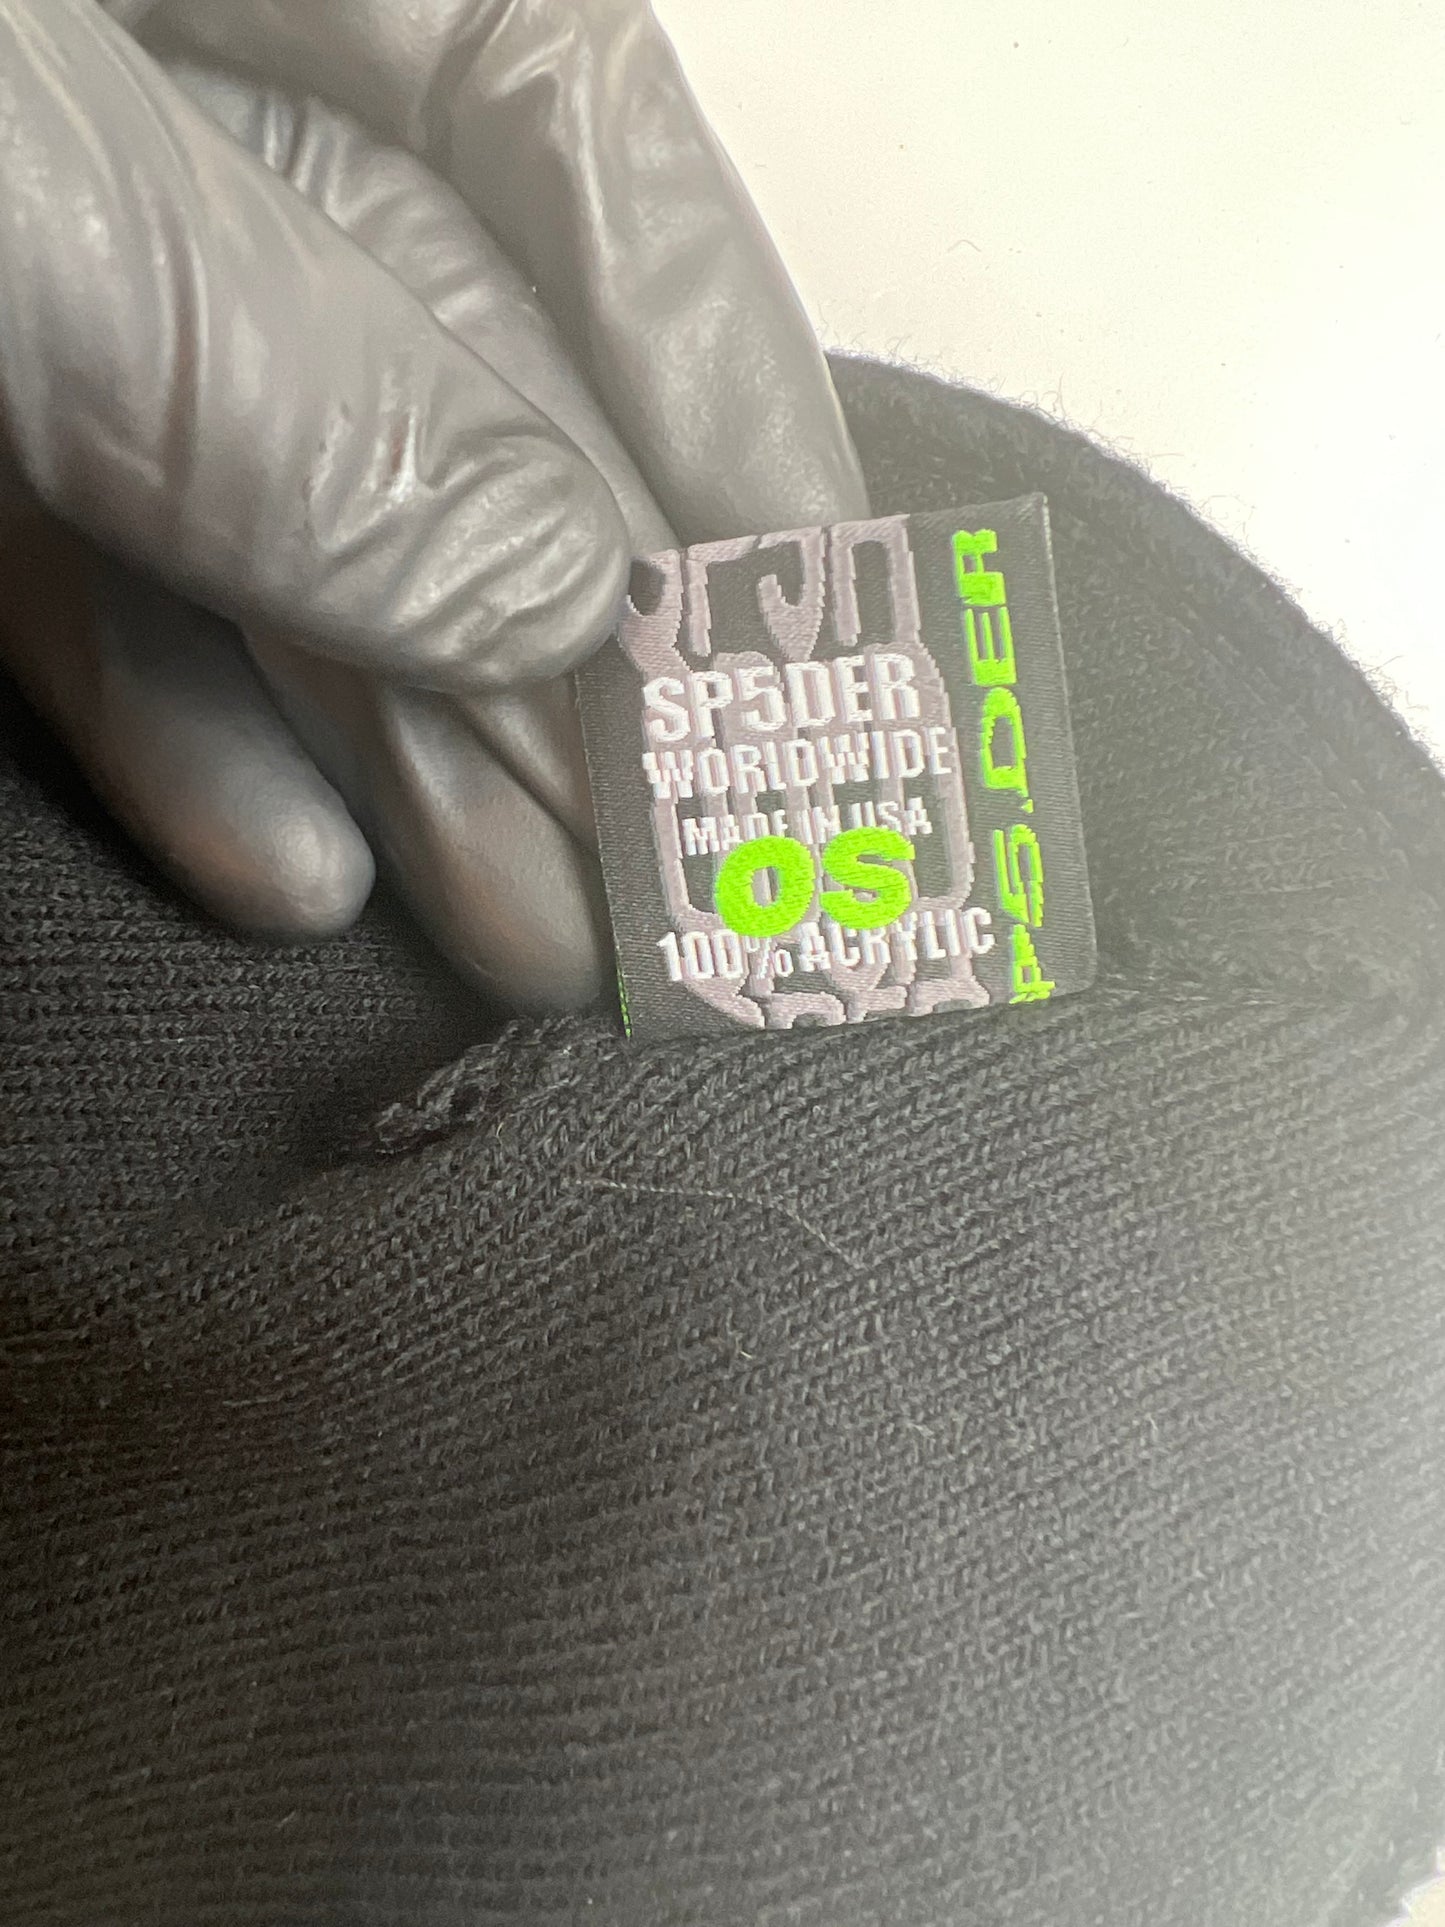 SP5DER
WORLDWIDE
MADE IN USA
OS
100% ACRYLIC
SP5DER